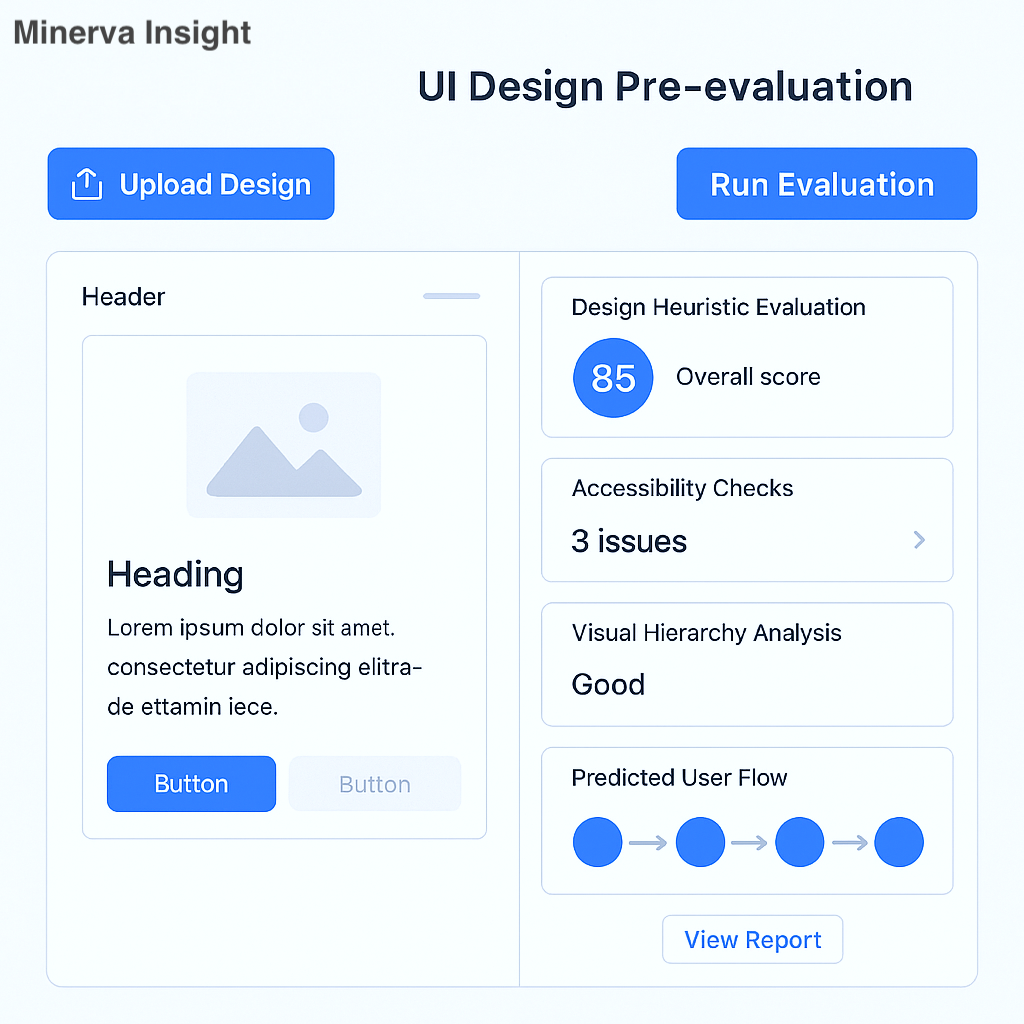 Minerva Insight
UI Design Pre-evaluation
Upload Design
Run Evaluation
Header
Heading
Lorem ipsum dolor sit amet.
consectetur adipiscing elitra-
de ettamin iece.
Button
Button
Design Heuristic Evaluation
85
Overall score
Accessibility Checks
3 issues
Visual Hierarchy Analysis
Good
Predicted User Flow
View Report